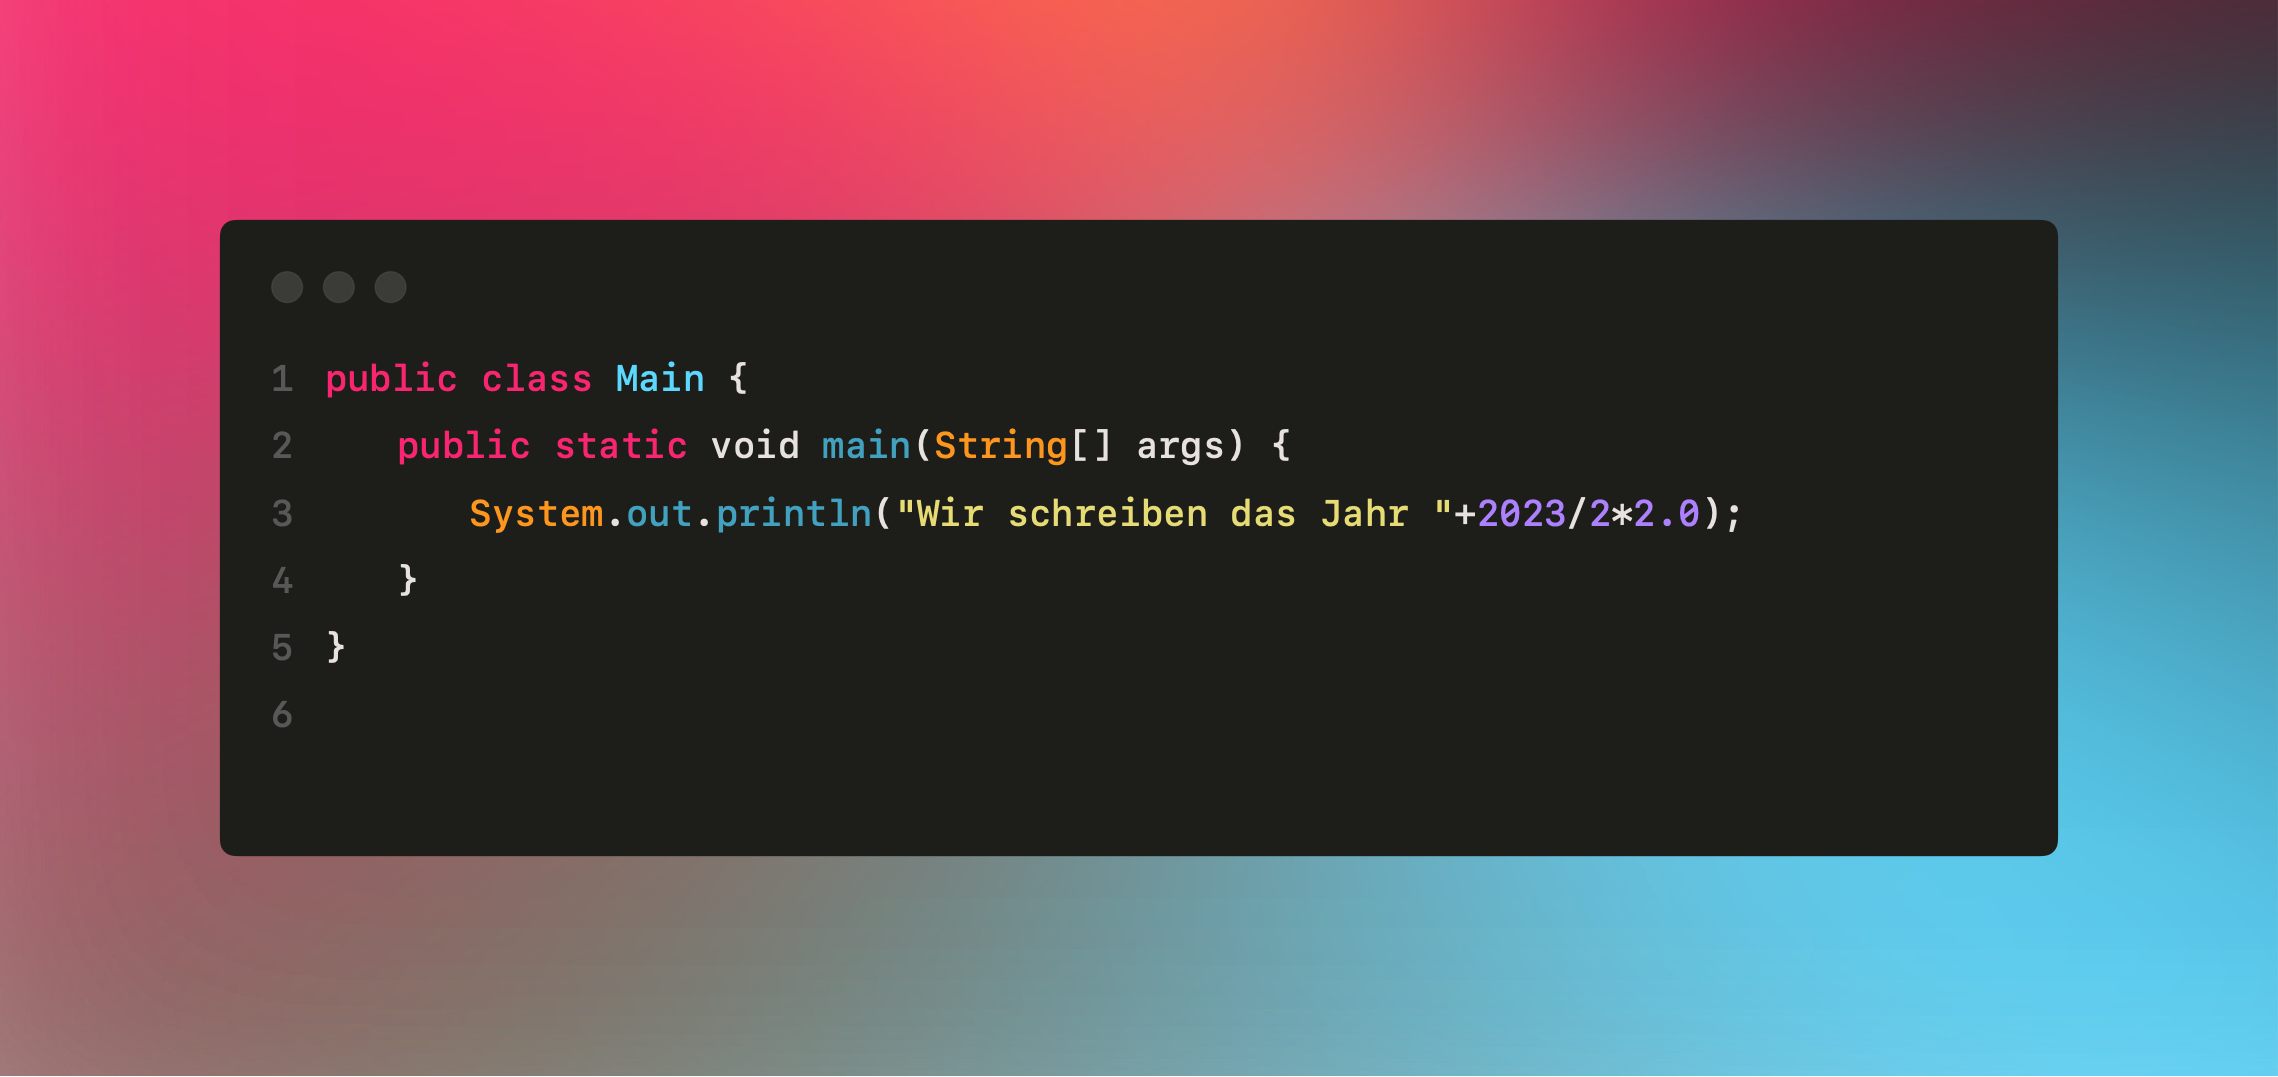 1 public class Main {
2 public static void main(String[] args) {
3 System.out.println("Wir schreiben das Jahr "+2023/2*2.0);
4 }
5 }
6